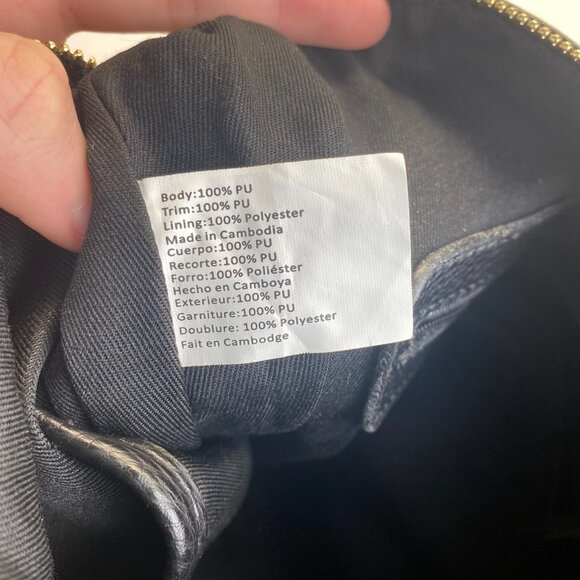 Body:100% PU
Trim:100% PU
Lining:100% Polyester
Made in Cambodia
Cuerpo:100% PU
Recorte:100% PU
Forro:100% Poliéster
Hecho en Camboya
Exterieur:100% PU
Garniture:100% PU
Doublure: 100% Polyester
Fait en Cambodge